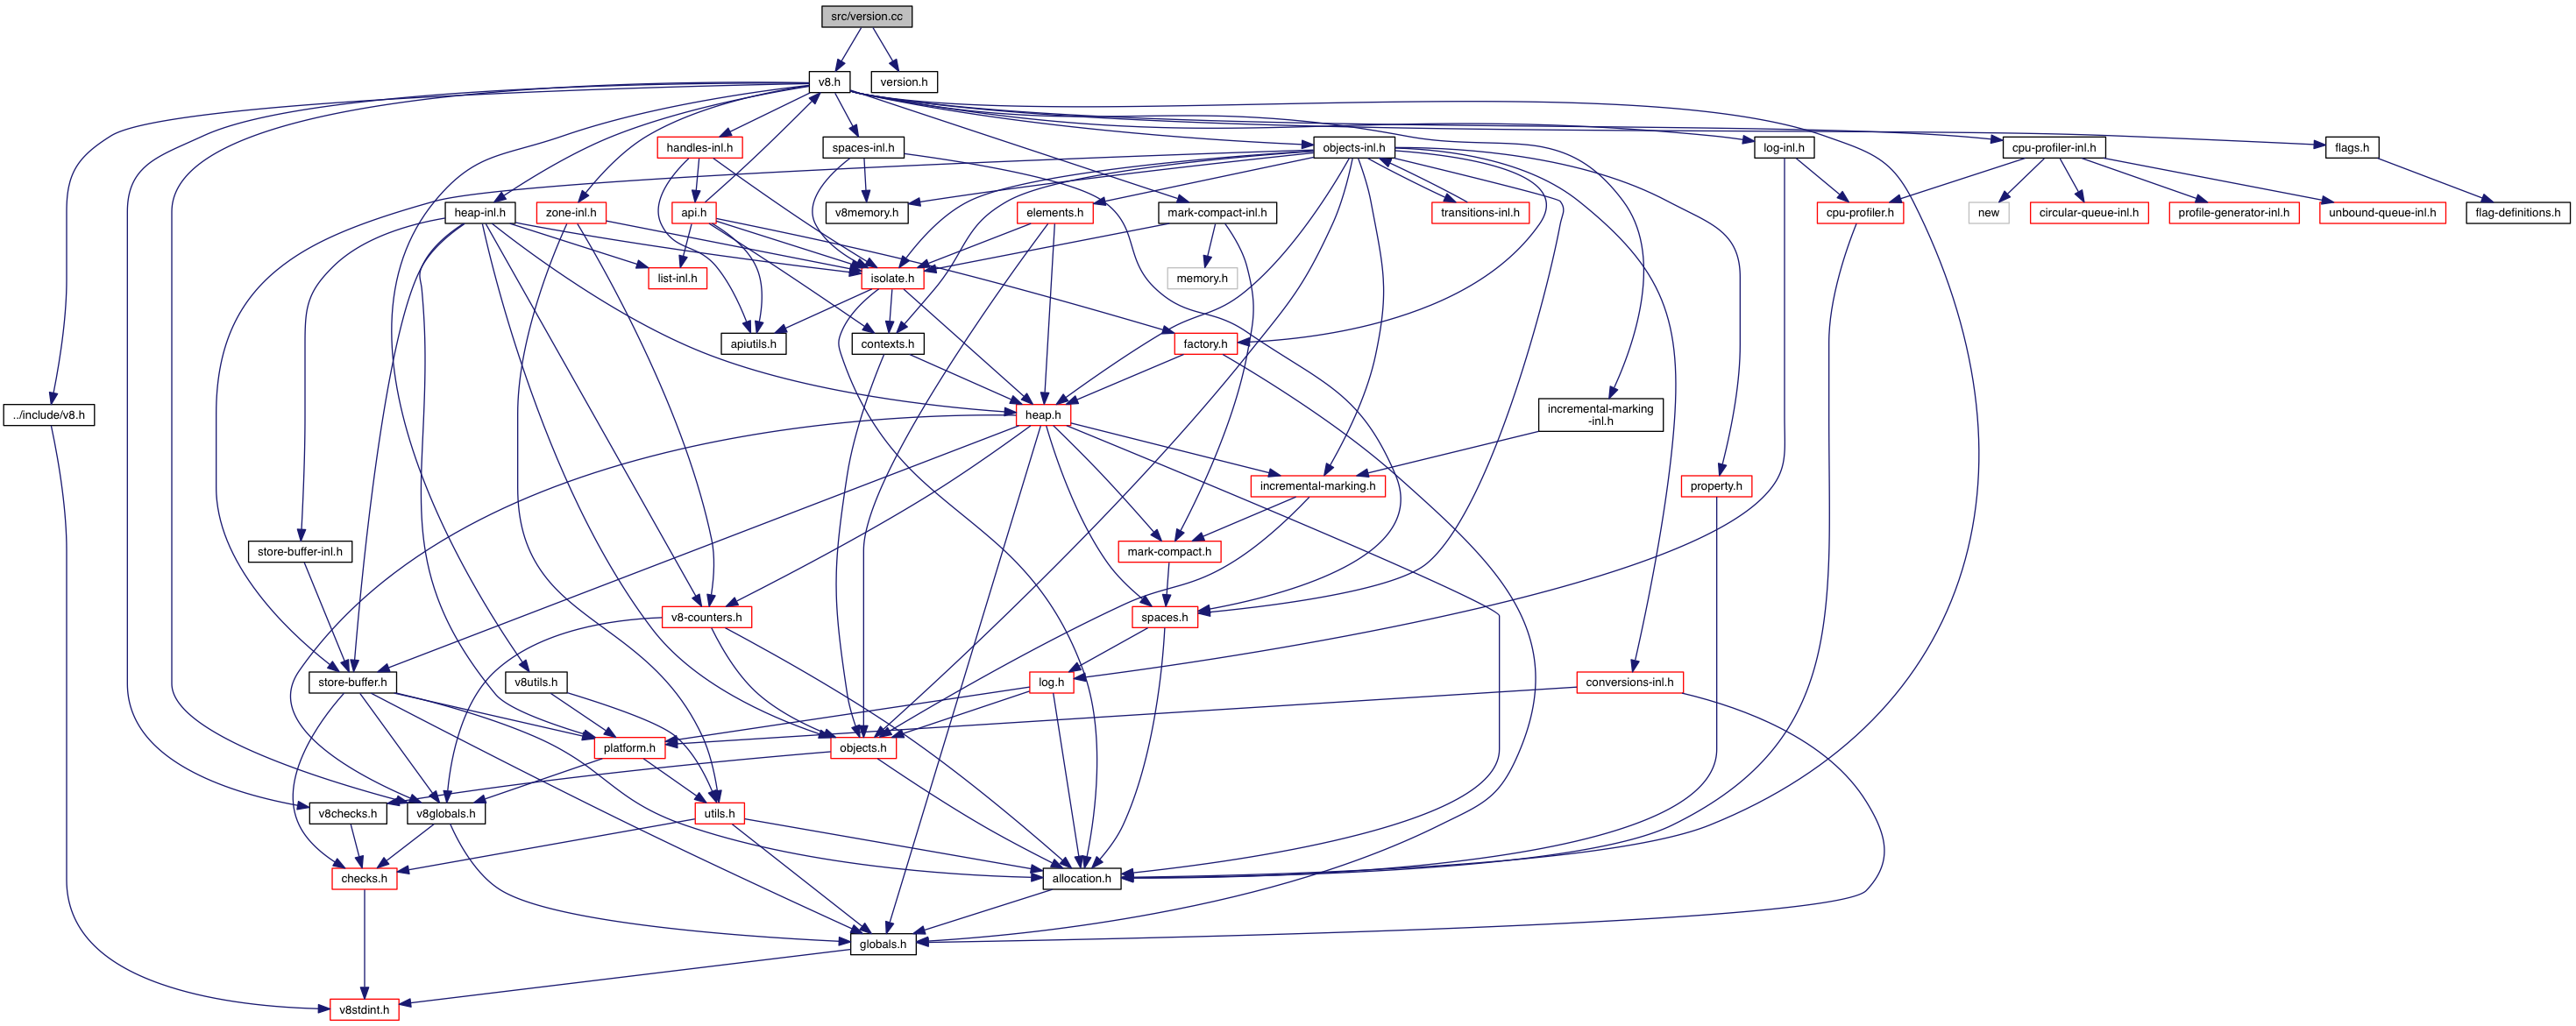 src/version.cc
v8.h
version.h
handles-inl.h
spaces-inl.h
objects-inl.h
log-inl.h
cpu-profiler-inl.h
flags.h
heap-inl.h
zone-inl.h
api.h
v8memory.h
elements.h
mark-compact-inl.h
transitions-inl.h
cpu-profiler.h
new
circular-queue-inl.h
profile-generator-inl.h
unbound-queue-inl.h
flag-definitions.h
list-inl.h
isolate.h
memory.h
apiutils.h
contexts.h
factory.h
../include/v8.h
heap.h
incremental-marking
-inl.h
incremental-marking.h
property.h
store-buffer-inl.h
mark-compact.h
v8-counters.h
spaces.h
store-buffer.h
v8utils.h
log.h
conversions-inl.h
platform.h
objects.h
v8checks.h
v8globals.h
utils.h
checks.h
allocation.h
globals.h
v8stdint.h